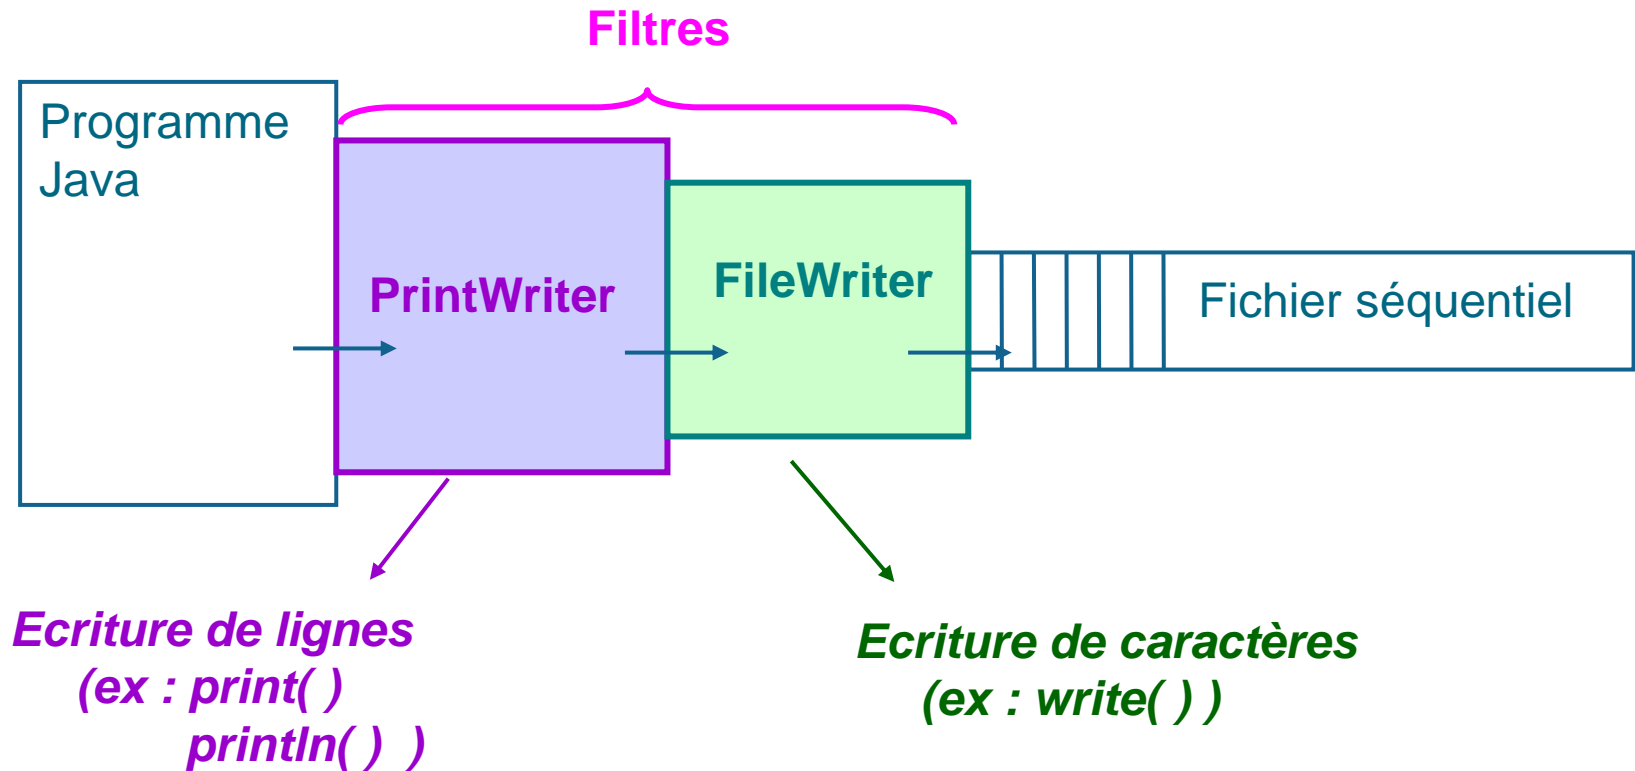 Filtres
Programme
Java
PrintWriter
FileWriter
Fichier séquentiel
Ecriture de lignes
(ex : print( )
println( ) )
Ecriture de caractères
(ex : write( ) )